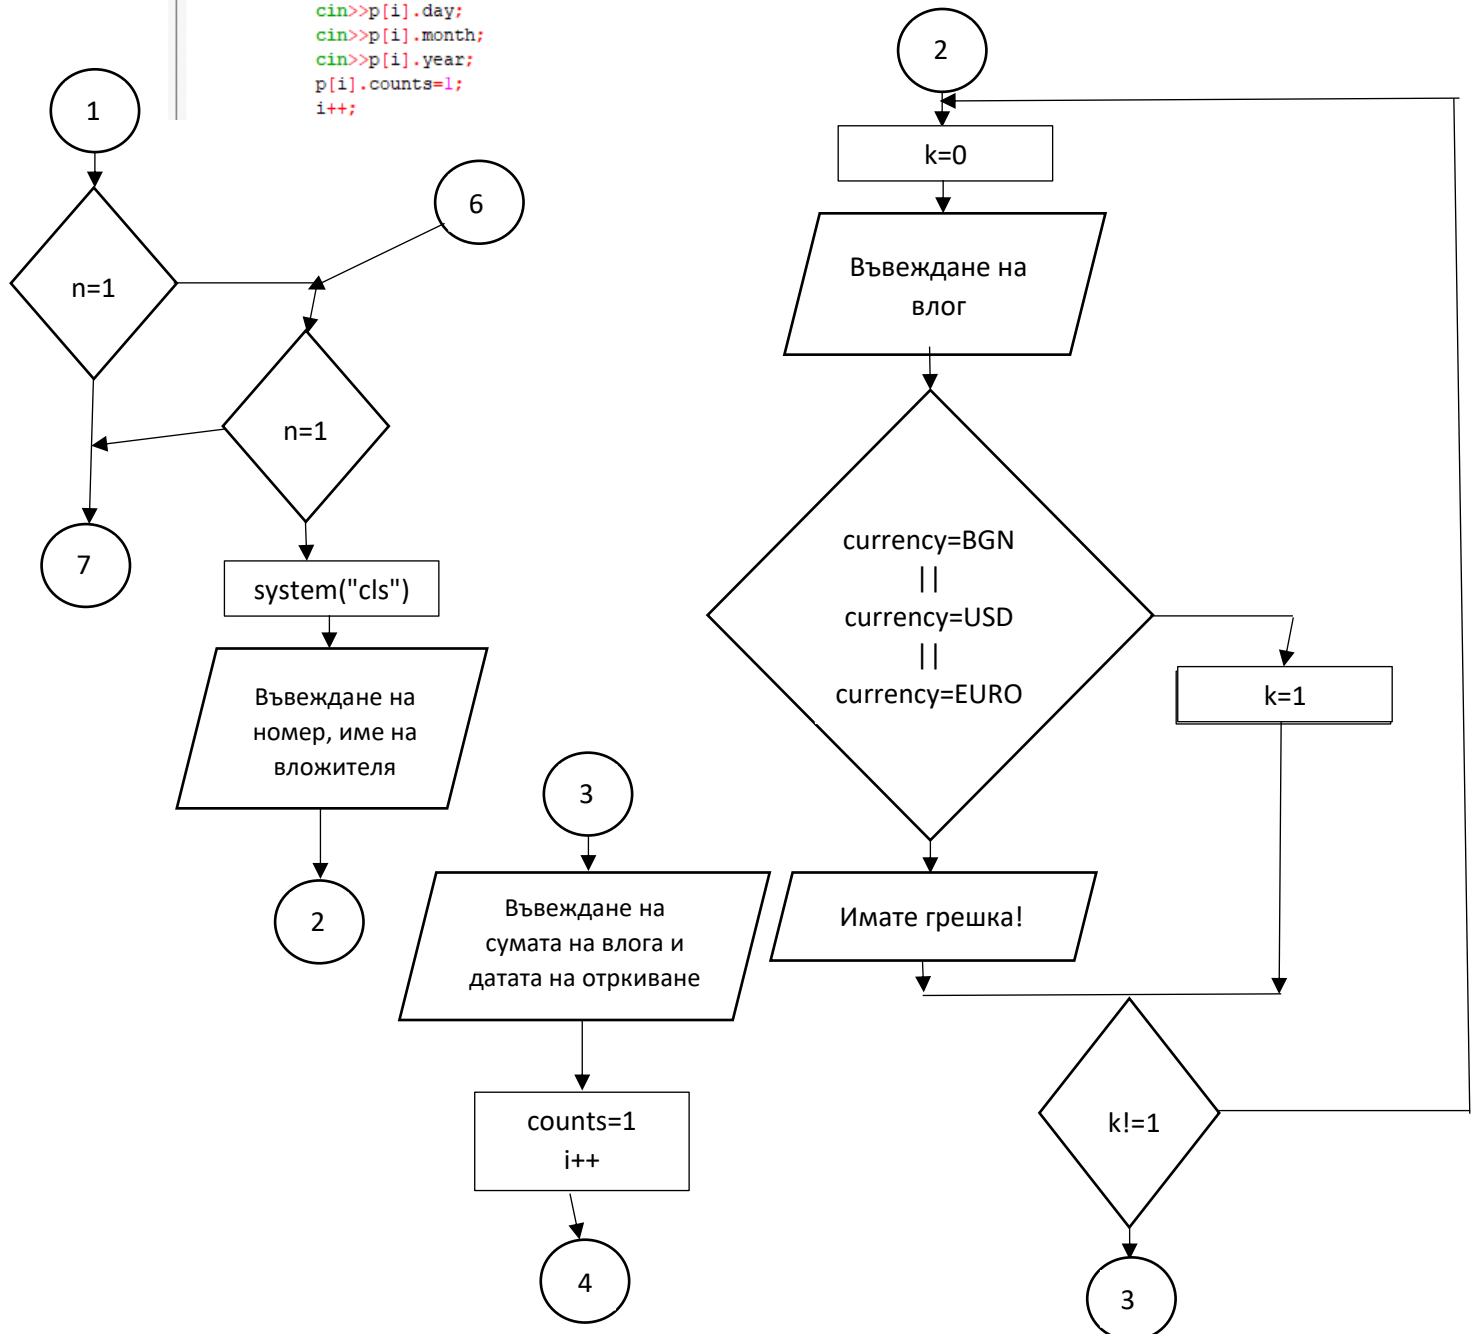 cin>>p[i].day;
cin>>p[i].month;
cin>>p[i].year;
p[i].counts=1;
i++;
1
n=1
6
n=1
7
system("cls")
Въвеждане на
номер, име на
вложителя
2
3
Въвеждане на
сумата на влога и
датата на отркиване
counts=1
i++
4
2
k=0
Въвеждане на
влог
currency=BGN
||
currency=USD
||
currency=EURO
k=1
Имате грешка!
k!=1
3